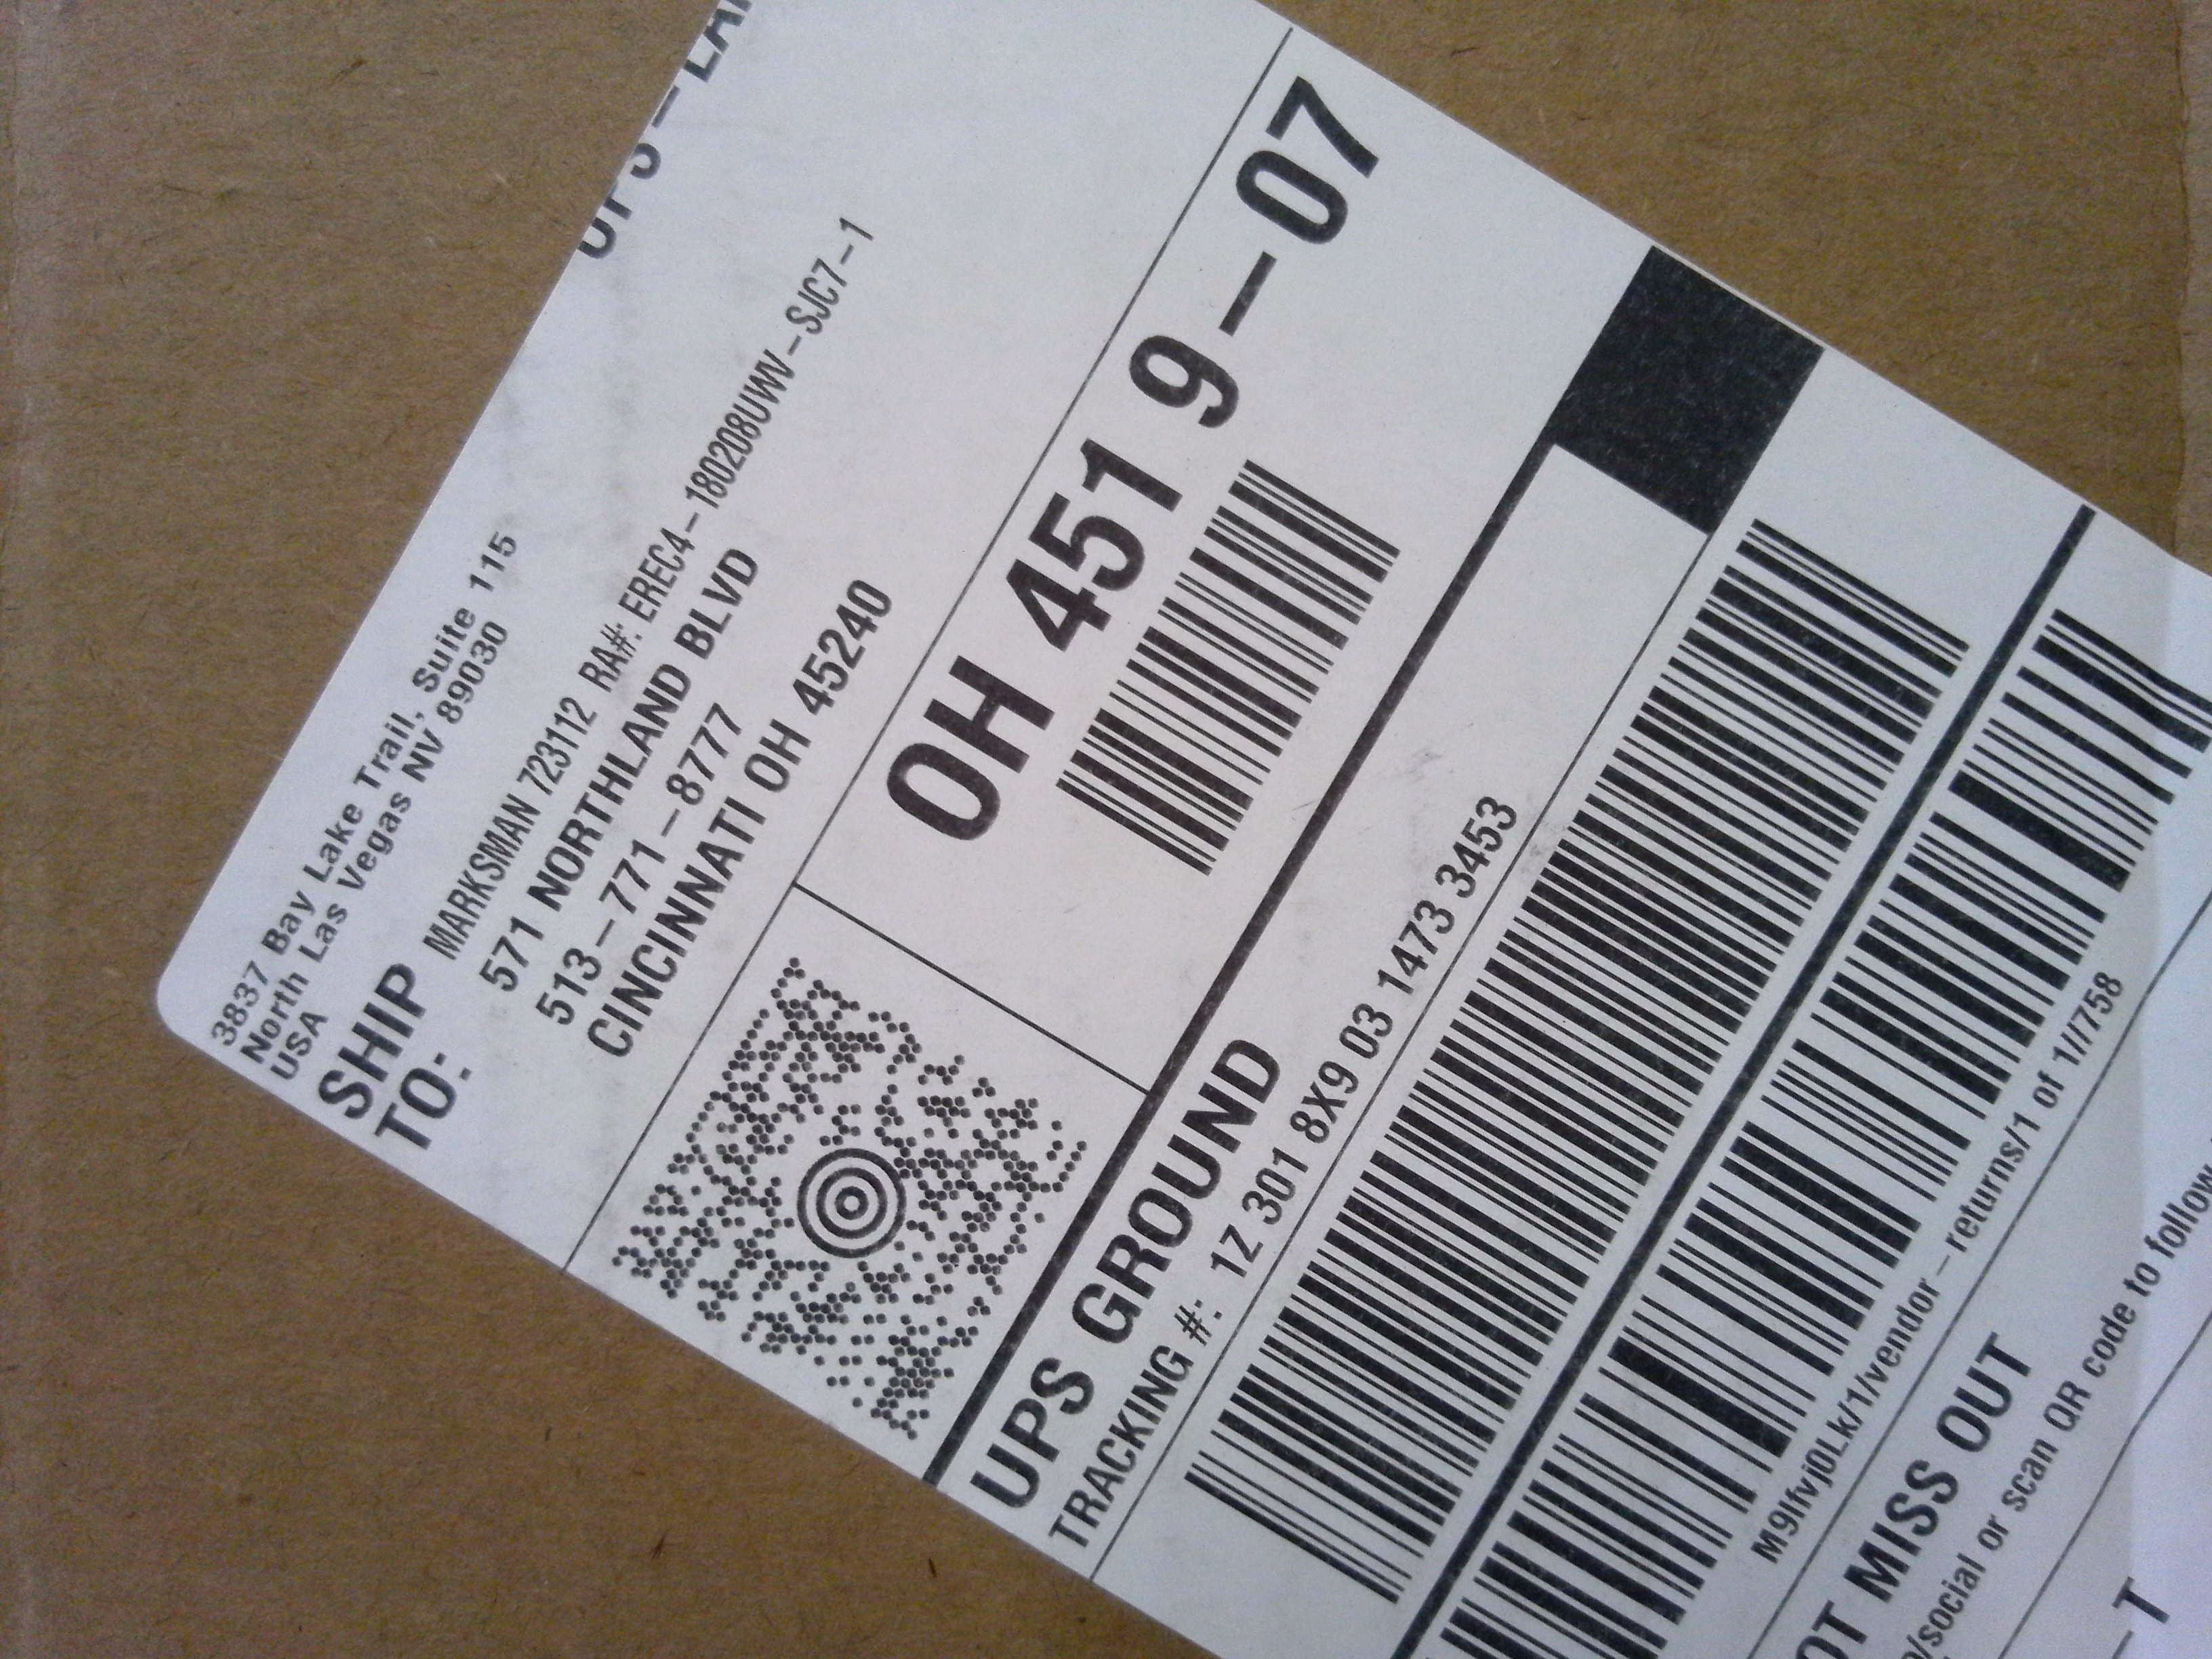 3837 Bay Lake Trail, Suite 115
North Las Vegas NV 89030
USA
SHIP
TO:
MARKSMAN 723112 RA#: EREC4-180208UWV-SJC7-1
571 NORTHLAND BLVD
513-771-8777
CINCINNATI OH 45240
OH 451 9-07
UPS GROUND
TRACKING #: 1Z 301 8X9 03 1473 3453
M9lfvj0Lk/1/vendor-returns/1 of 1/758
MISS OUT
/social or scan QR code to follow